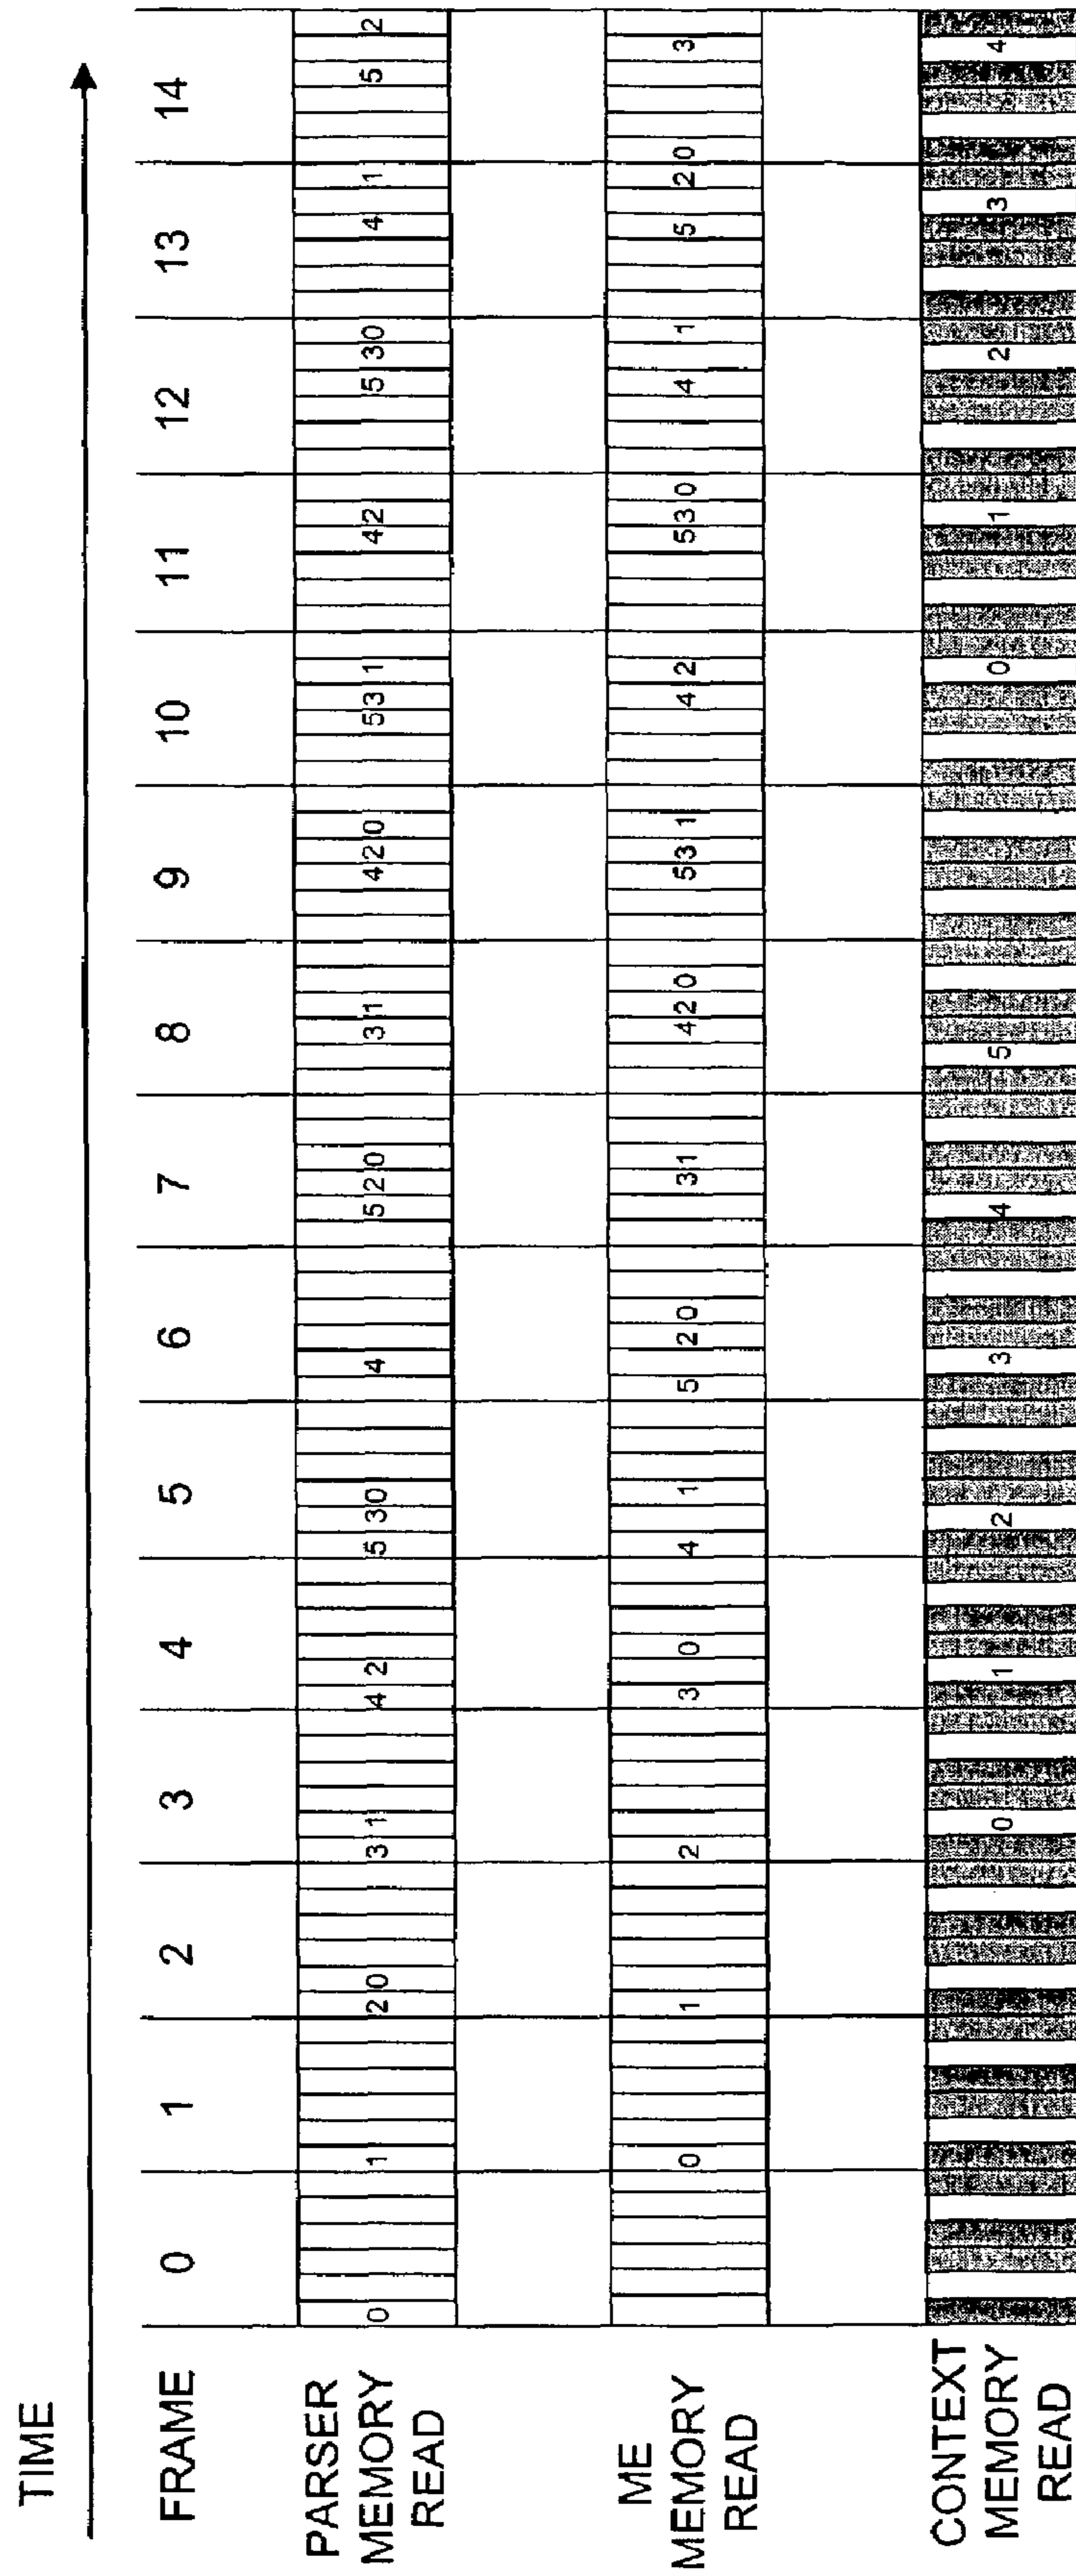 TIME
FRAME 0 1 2 3 4 5 6 7 8 9 10 11 12 13 14
PARSER
MEMORY
READ
0 1 2 0 3 1 4 2 5 3 0 4 5 2 0 3 1 4 2 0 5 3 1 4 2 5 3 0 4 1 5 2
ME
MEMORY
READ
0 1 2 3 0 4 1 5 2 0 3 1 4 2 0 5 3 1 4 2 5 3 0 4 1 5 2 0 3
CONTEXT
MEMORY
READ
0 1 2 3 4 5 0 1 2 3 4